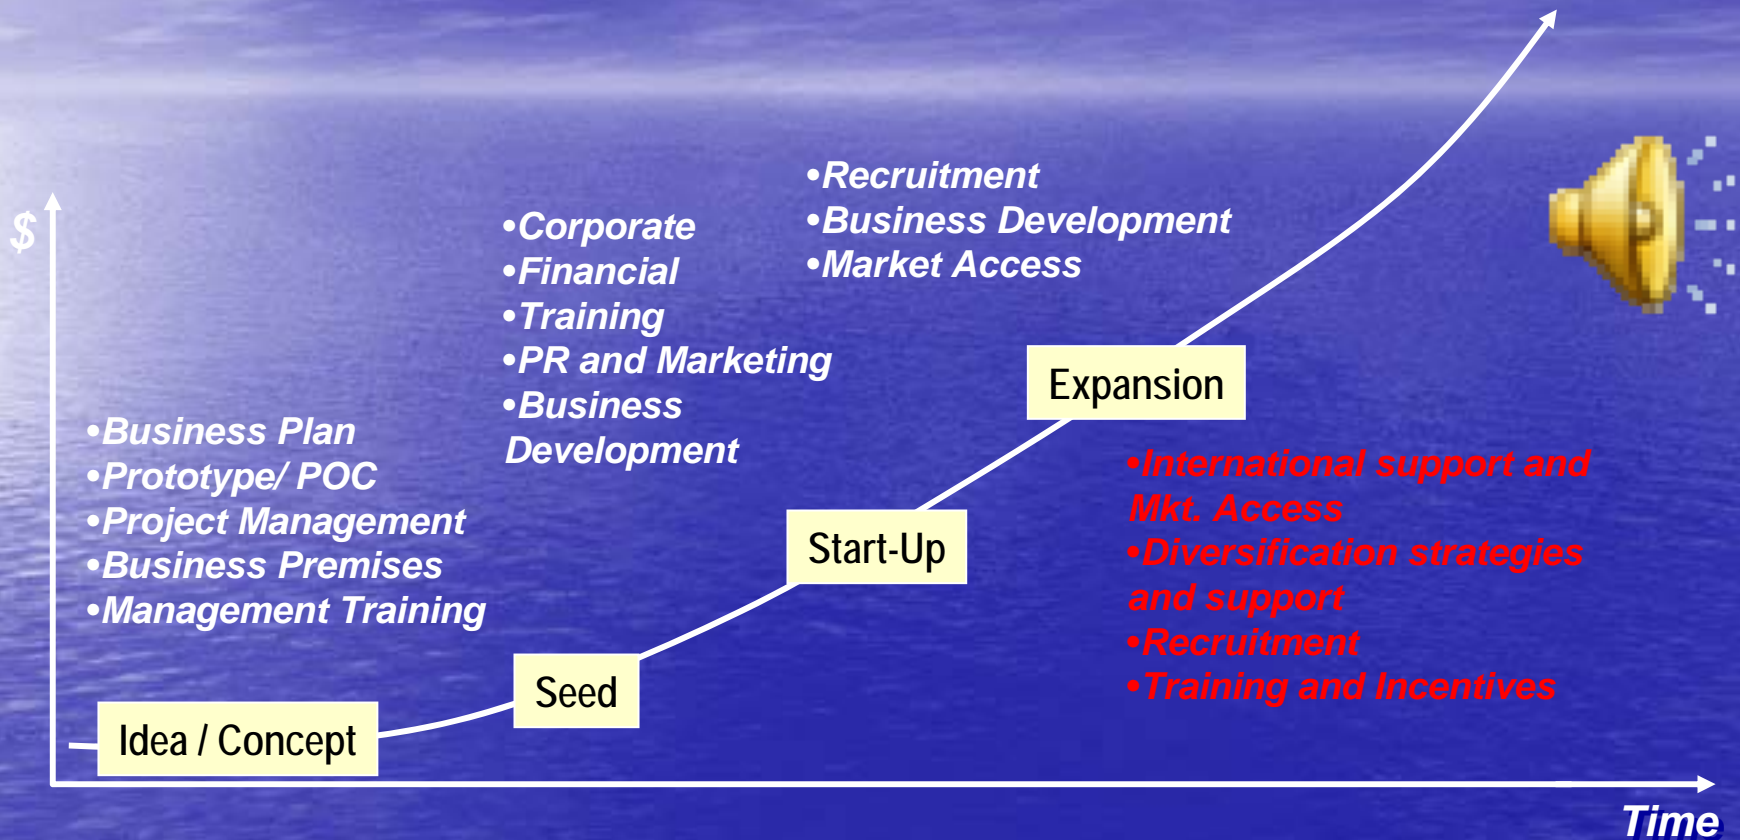 $
•Recruitment
•Business Development
•Market Access
•Corporate
•Financial
•Training
•PR and Marketing
•Business
Development
•Business Plan
•Prototype/ POC
•Project Management
•Business Premises
•Management Training
Expansion
•International support and
Mkt. Access
•Diversification strategies
and support
•Recruitment
•Training and Incentives
Start-Up
Seed
Idea / Concept
Time